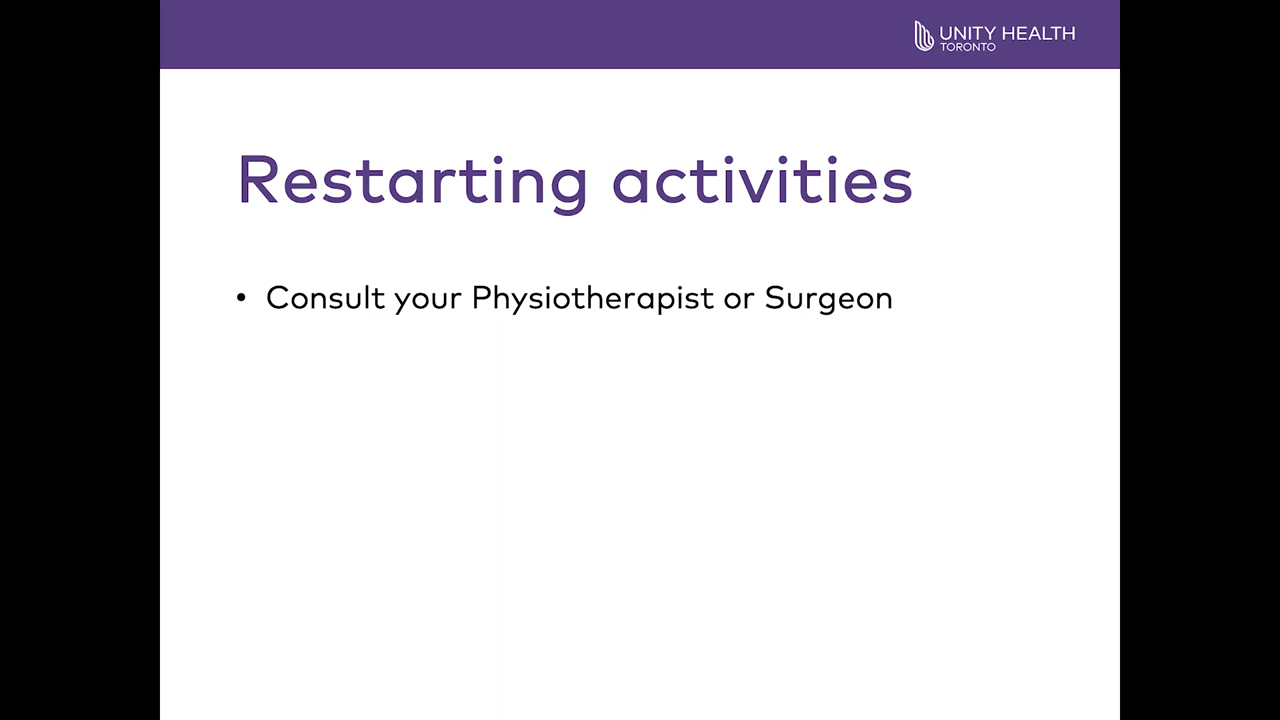 UNITY HEALTH
TORONTO
Restarting activities
• Consult your Physiotherapist or Surgeon